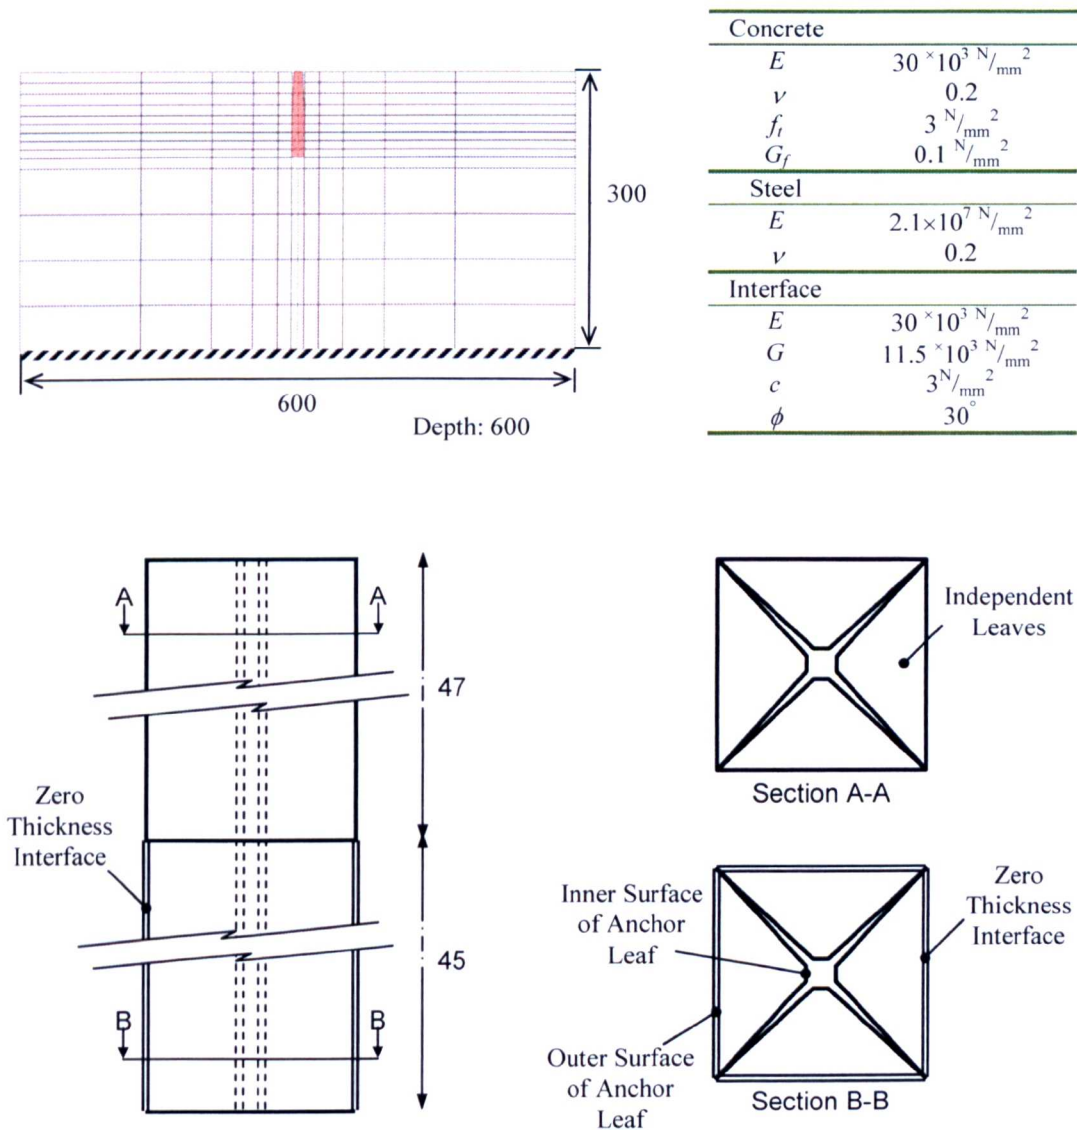 Concrete
E 30 ×10³ N/mm²
ν 0.2
fₜ 3 N/mm²
G_f 0.1 N/mm²
Steel
E 2.1×10⁷ N/mm²
ν 0.2
Interface
E 30 ×10³ N/mm²
G 11.5 ×10³ N/mm²
c 3N/mm²
ϕ 30°
300
600
Depth: 600
A A
47
Zero
Thickness
Interface
45
B B
Independent
Leaves
Section A-A
Inner Surface
of Anchor
Leaf
Zero
Thickness
Interface
Outer Surface
of Anchor
Leaf
Section B-B